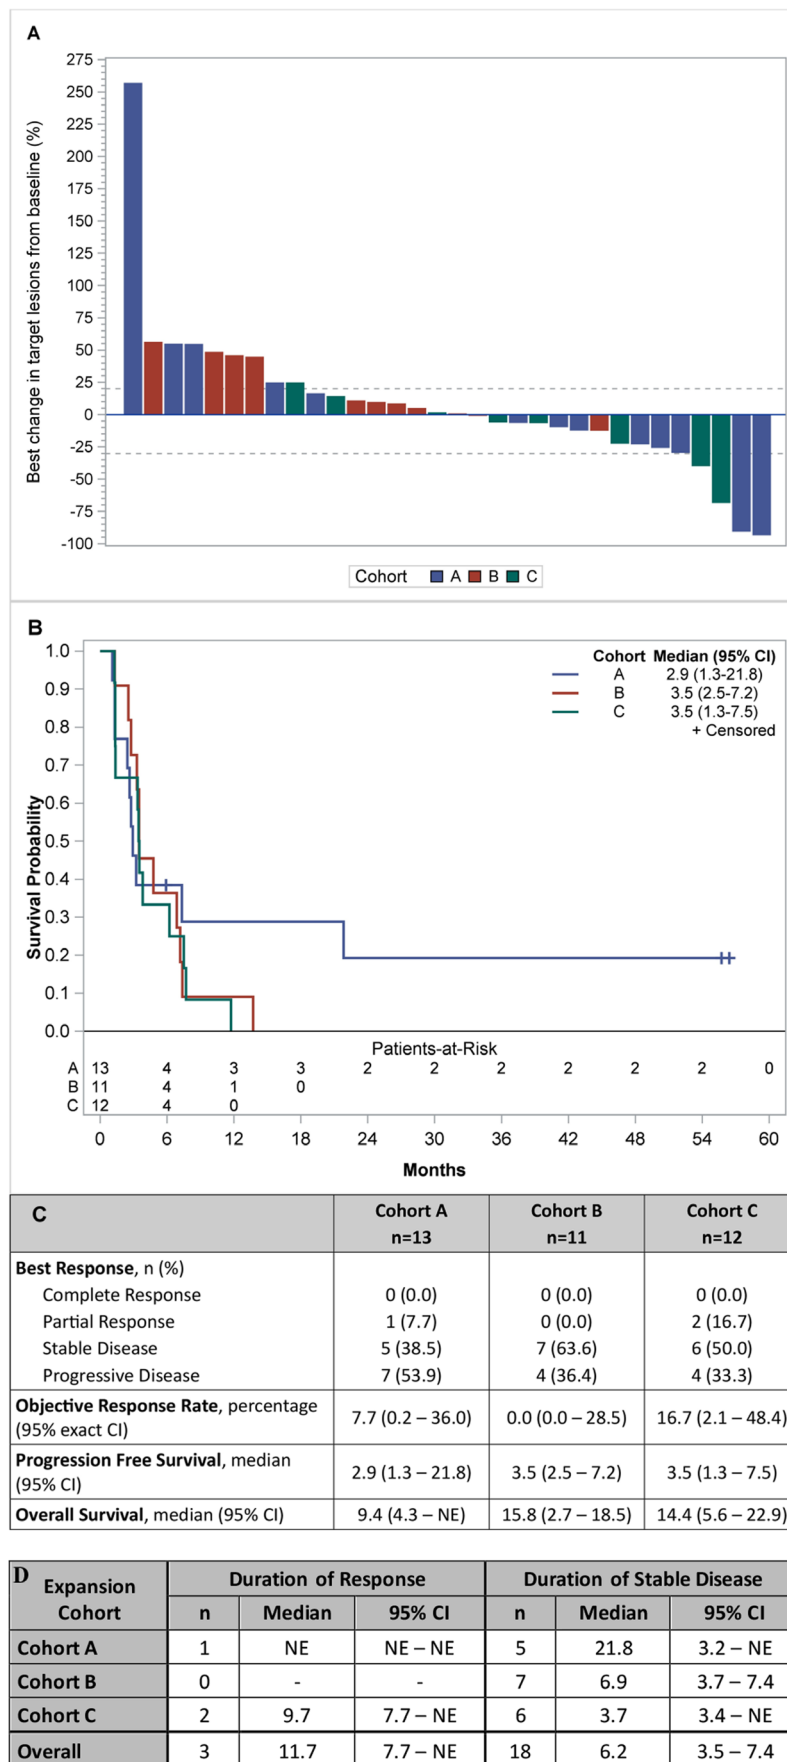 A
Best change in target lesions from baseline (%)
275
250
225
200
175
150
125
100
75
50
25
0
-25
-50
-75
-100
Cohort A B C
B
Survival Probability
1.0
0.9
0.8
0.7
0.6
0.5
0.4
0.3
0.2
0.1
0.0
Cohort Median (95% CI)
A 2.9 (1.3-21.8)
B 3.5 (2.5-7.2)
C 3.5 (1.3-7.5)
+ Censored
Patients-at-Risk
A 13 4 3 3 2 2 2 2 2 2 0
B 11 4 1 0
C 12 4 0
0 6 12 18 24 30 36 42 48 54 60
Months
C Cohort A Cohort B Cohort C
n=13 n=11 n=12
Best Response, n (%)
Complete Response 0 (0.0) 0 (0.0) 0 (0.0)
Partial Response 1 (7.7) 0 (0.0) 2 (16.7)
Stable Disease 5 (38.5) 7 (63.6) 6 (50.0)
Progressive Disease 7 (53.9) 4 (36.4) 4 (33.3)
Objective Response Rate, percentage
(95% exact CI) 7.7 (0.2 – 36.0) 0.0 (0.0 – 28.5) 16.7 (2.1 – 48.4)
Progression Free Survival, median
(95% CI) 2.9 (1.3 – 21.8) 3.5 (2.5 – 7.2) 3.5 (1.3 – 7.5)
Overall Survival, median (95% CI) 9.4 (4.3 – NE) 15.8 (2.7 – 18.5) 14.4 (5.6 – 22.9)
D Expansion Cohort Duration of Response Duration of Stable Disease
n Median 95% CI n Median 95% CI
Cohort A 1 NE NE – NE 5 21.8 3.2 – NE
Cohort B 0 - - 7 6.9 3.7 – 7.4
Cohort C 2 9.7 7.7 – NE 6 3.7 3.4 – NE
Overall 3 11.7 7.7 – NE 18 6.2 3.5 – 7.4